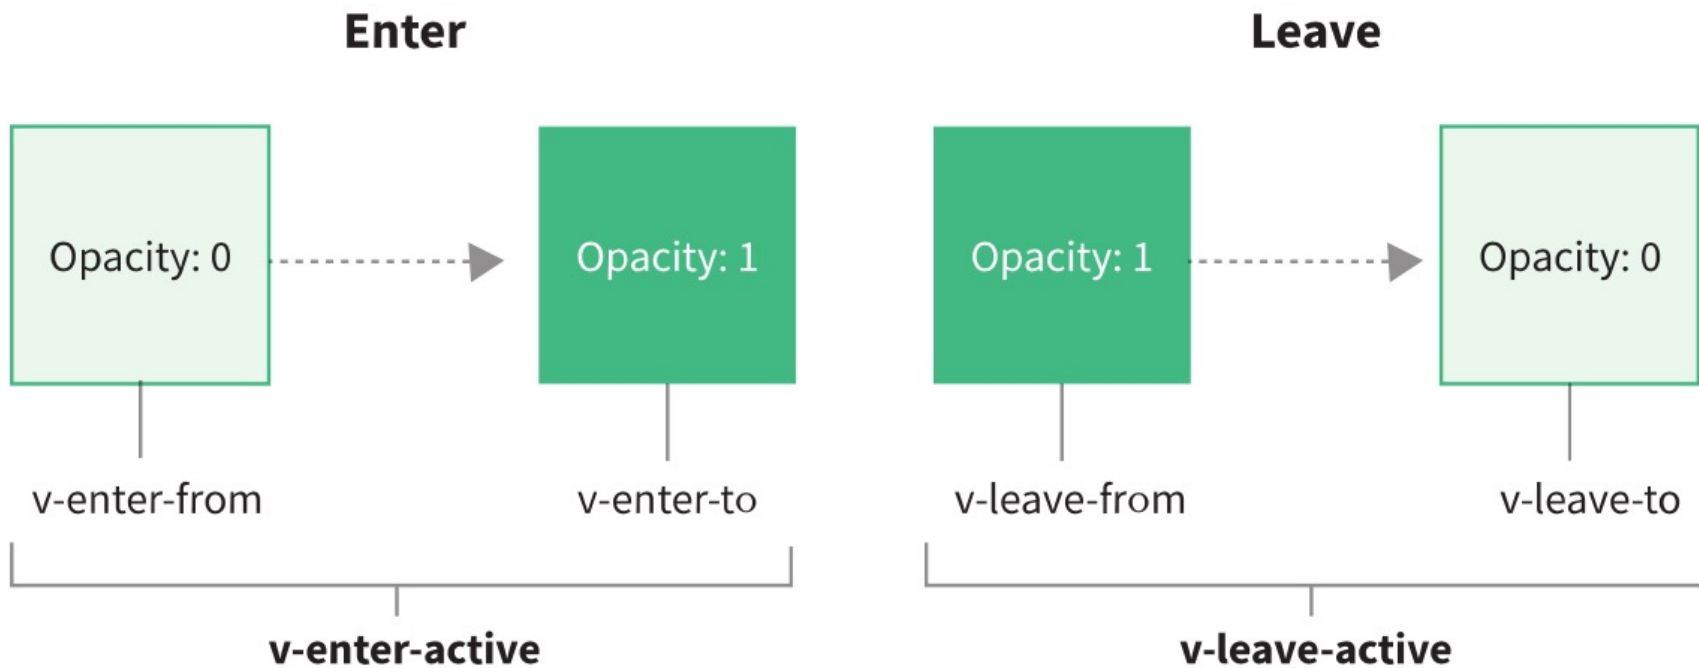 Enter
Leave
Opacity: 0
Opacity: 1
Opacity: 1
Opacity: 0
v-enter-from
v-enter-to
v-leave-from
v-leave-to
v-enter-active
v-leave-active